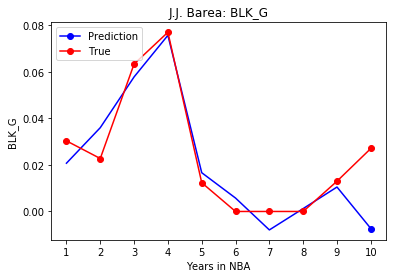 J.J. Barea: BLK_G
Prediction
True
BLK_G
0.08
0.06
0.04
0.02
0.00
1 2 3 4 5 6 7 8 9 10
Years in NBA